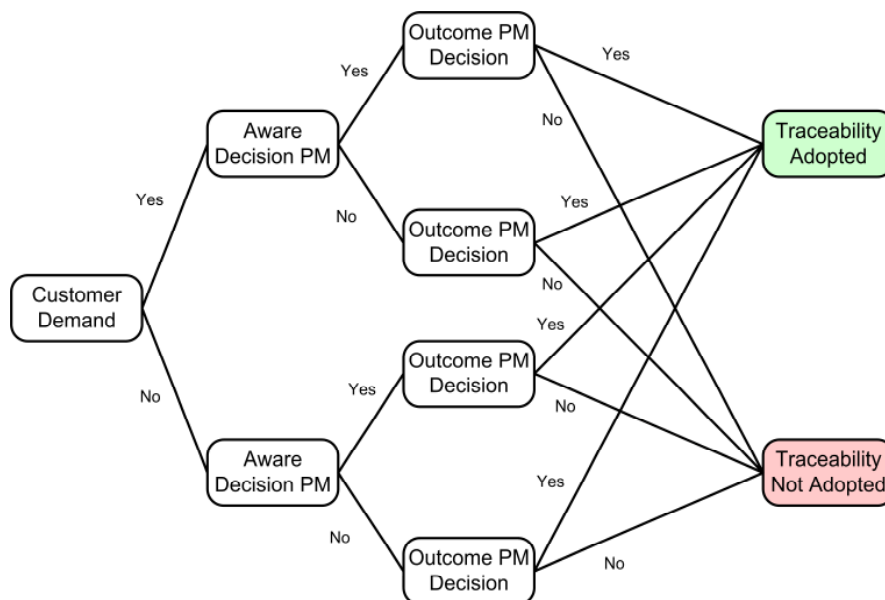 Outcome PM
Decision
Yes
Yes
No
Aware
Decision PM
Traceability
Adopted
Yes
No
Yes
Outcome PM
Decision
No
Customer
Demand
Yes
Outcome PM
Decision
No
Yes
No
Aware
Decision PM
Traceability
Not Adopted
Yes
No
Outcome PM
Decision
No